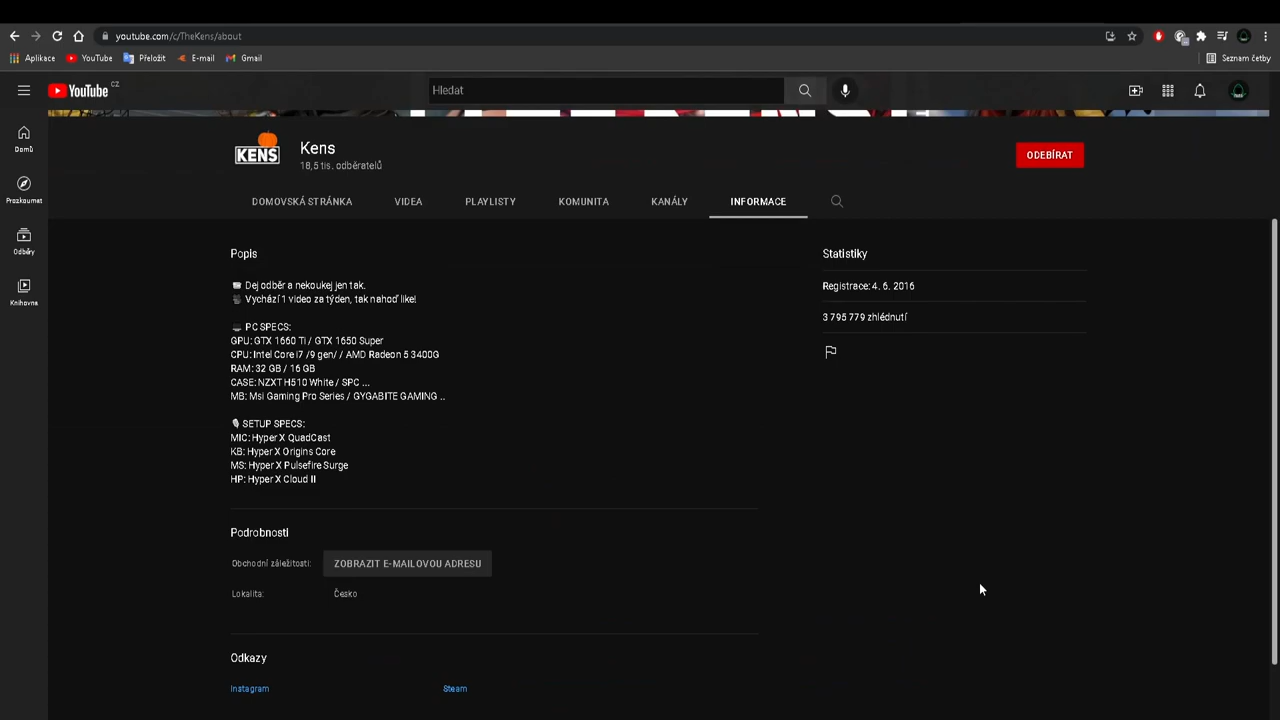 youtube.com/c/TheKens/about
Aplikace YouTube Přeložit E-mail Gmail Seznam četby
YouTube CZ
Hledat
Domů
Prozkoumat
Odběry
Knihovna
KENS
Kens
18,5 tis. odběratelů
ODEBÍRAT
DOMOVSKÁ STRÁNKA VIDEA PLAYLISTY KOMUNITA KANÁLY INFORMACE
Popis
Dej odběr a nekoukej jen tak.
Vychází 1 video za týden, tak nahoď like!
PC SPECS:
GPU: GTX 1660 Ti / GTX 1650 Super
CPU: Intel Core i7 /9 gen/ / AMD Radeon 5 3400G
RAM: 32 GB / 16 GB
CASE: NZXT H510 White / SPC ...
MB: Msi Gaming Pro Series / GYGABITE GAMING ..
SETUP SPECS:
MIC: Hyper X QuadCast
KB: Hyper X Origins Core
MS: Hyper X Pulsefire Surge
HP: Hyper X Cloud II
Podrobnosti
Obchodní záležitosti: ZOBRAZIT E-MAILOVOU ADRESU
Lokalita: Česko
Odkazy
Instagram Steam
Statistiky
Registrace: 4. 6. 2016
3 795 779 zhlédnutí